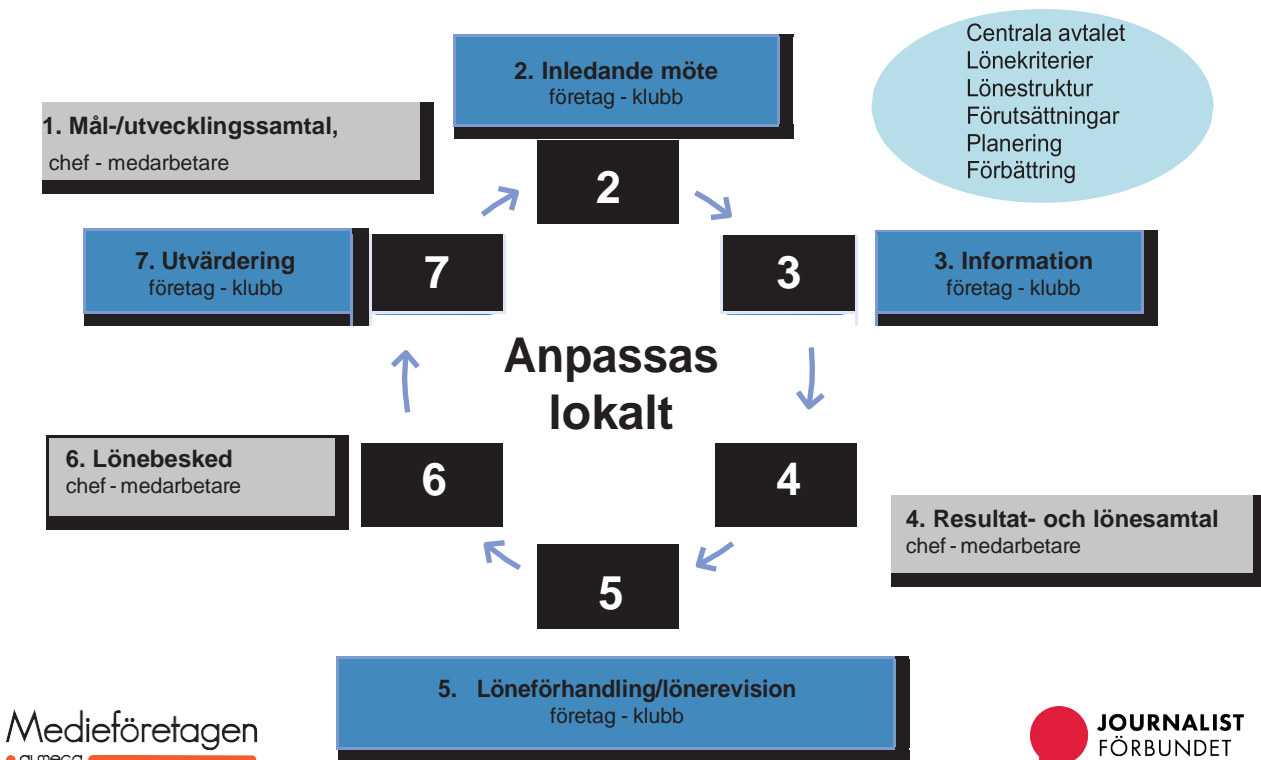 Centrala avtalet
Lönekriterier
Lönestruktur
Förutsättningar
Planering
Förbättring
2. Inledande möte
företag - klubb
1. Mål-/utvecklingssamtal,
chef - medarbetare
2
7. Utvärdering
företag - klubb
7
3
3. Information
företag - klubb
Anpassas
lokalt
6. Lönebesked
chef - medarbetare
6
4
4. Resultat- och lönesamtal
chef - medarbetare
5
5. Löneförhandling/lönerevision
företag - klubb
Medieföretagen
JOURNALIST
FÖRBUNDET